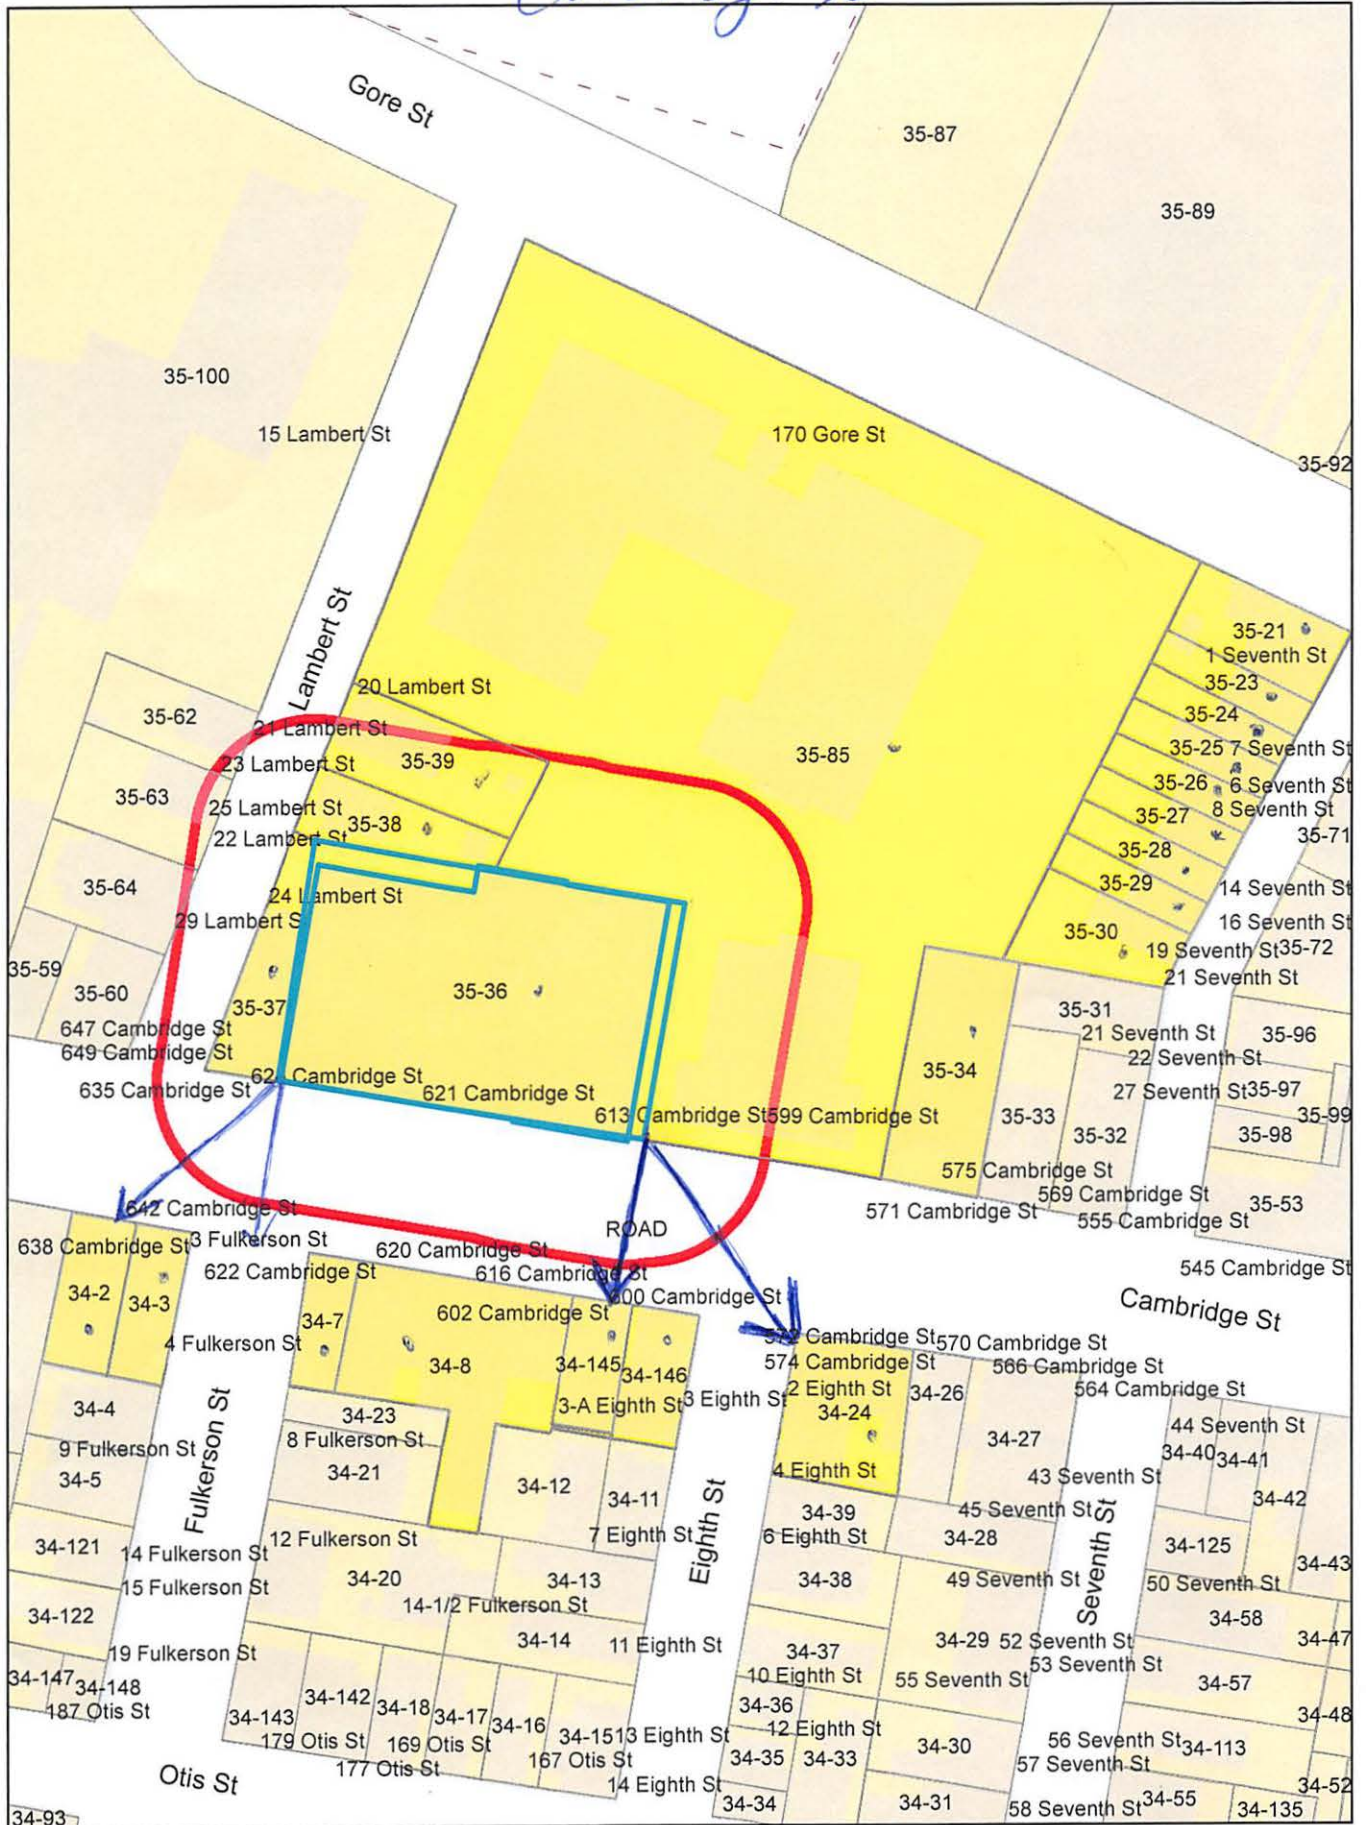 Gore St
35-87
35-89
35-100
15 Lambert St
170 Gore St
35-92
Lambert St
35-21
1 Seventh St
35-23
20 Lambert St
35-62
35-24
21 Lambert St
35-25 7 Seventh St
35-85
23 Lambert St
35-39
35-26 6 Seventh St
35-63
25 Lambert St
8 Seventh St
35-27
35-38
22 Lambert St
35-71
35-28
35-64
35-29
14 Seventh St
24 Lambert St
29 Lambert S
16 Seventh St
35-30
19 Seventh St 35-72
35-59
21 Seventh St
35-60
35-36
35-37
35-31
647 Cambridge St
21 Seventh St
35-96
649 Cambridge St
22 Seventh St
35-34
Cambridge St
635 Cambridge St
621 Cambridge St
27 Seventh St 35-97
613 Cambridge St 599 Cambridge St
35-33
35-99
35-32
35-98
575 Cambridge St
569 Cambridge St
642 Cambridge St
571 Cambridge St
555 Cambridge St
35-53
ROAD
638 Cambridge St
3 Fulkerson St
620 Cambridge St
622 Cambridge St
616 Cambridge St
545 Cambridge St
34-2
34-3
600 Cambridge St
Cambridge St
602 Cambridge St
34-7
572 Cambridge St 570 Cambridge St
4 Fulkerson St
34-8
34-145
574 Cambridge St
566 Cambridge St
34-146
2 Eighth St
34-26
564 Cambridge St
3-A Eighth St
3 Eighth St
34-4
34-23
34-24
44 Seventh St
9 Fulkerson St
8 Fulkerson St
34-27
34-40
34-41
34-5
34-21
4 Eighth St
43 Seventh St
Fulkerson St
34-12
34-11
34-42
34-39
45 Seventh St
Eighth St
7 Eighth St
6 Eighth St
34-28
Seventh St
34-121
14 Fulkerson St
12 Fulkerson St
34-125
34-43
34-20
34-13
34-38
49 Seventh St
50 Seventh St
15 Fulkerson St
14-1/2 Fulkerson St
34-122
34-58
34-14
11 Eighth St
34-37
34-29
52 Seventh St
34-47
19 Fulkerson St
10 Eighth St
55 Seventh St
53 Seventh St
34-147
34-148
34-57
187 Otis St
34-142
34-18
34-17
34-16
34-36
34-143
34-15
13 Eighth St
12 Eighth St
34-48
179 Otis St
169 Otis St
167 Otis St
34-35
34-33
34-30
56 Seventh St
34-113
177 Otis St
57 Seventh St
Otis St
14 Eighth St
34-52
34-34
34-31
58 Seventh St
34-55
34-135
34-93